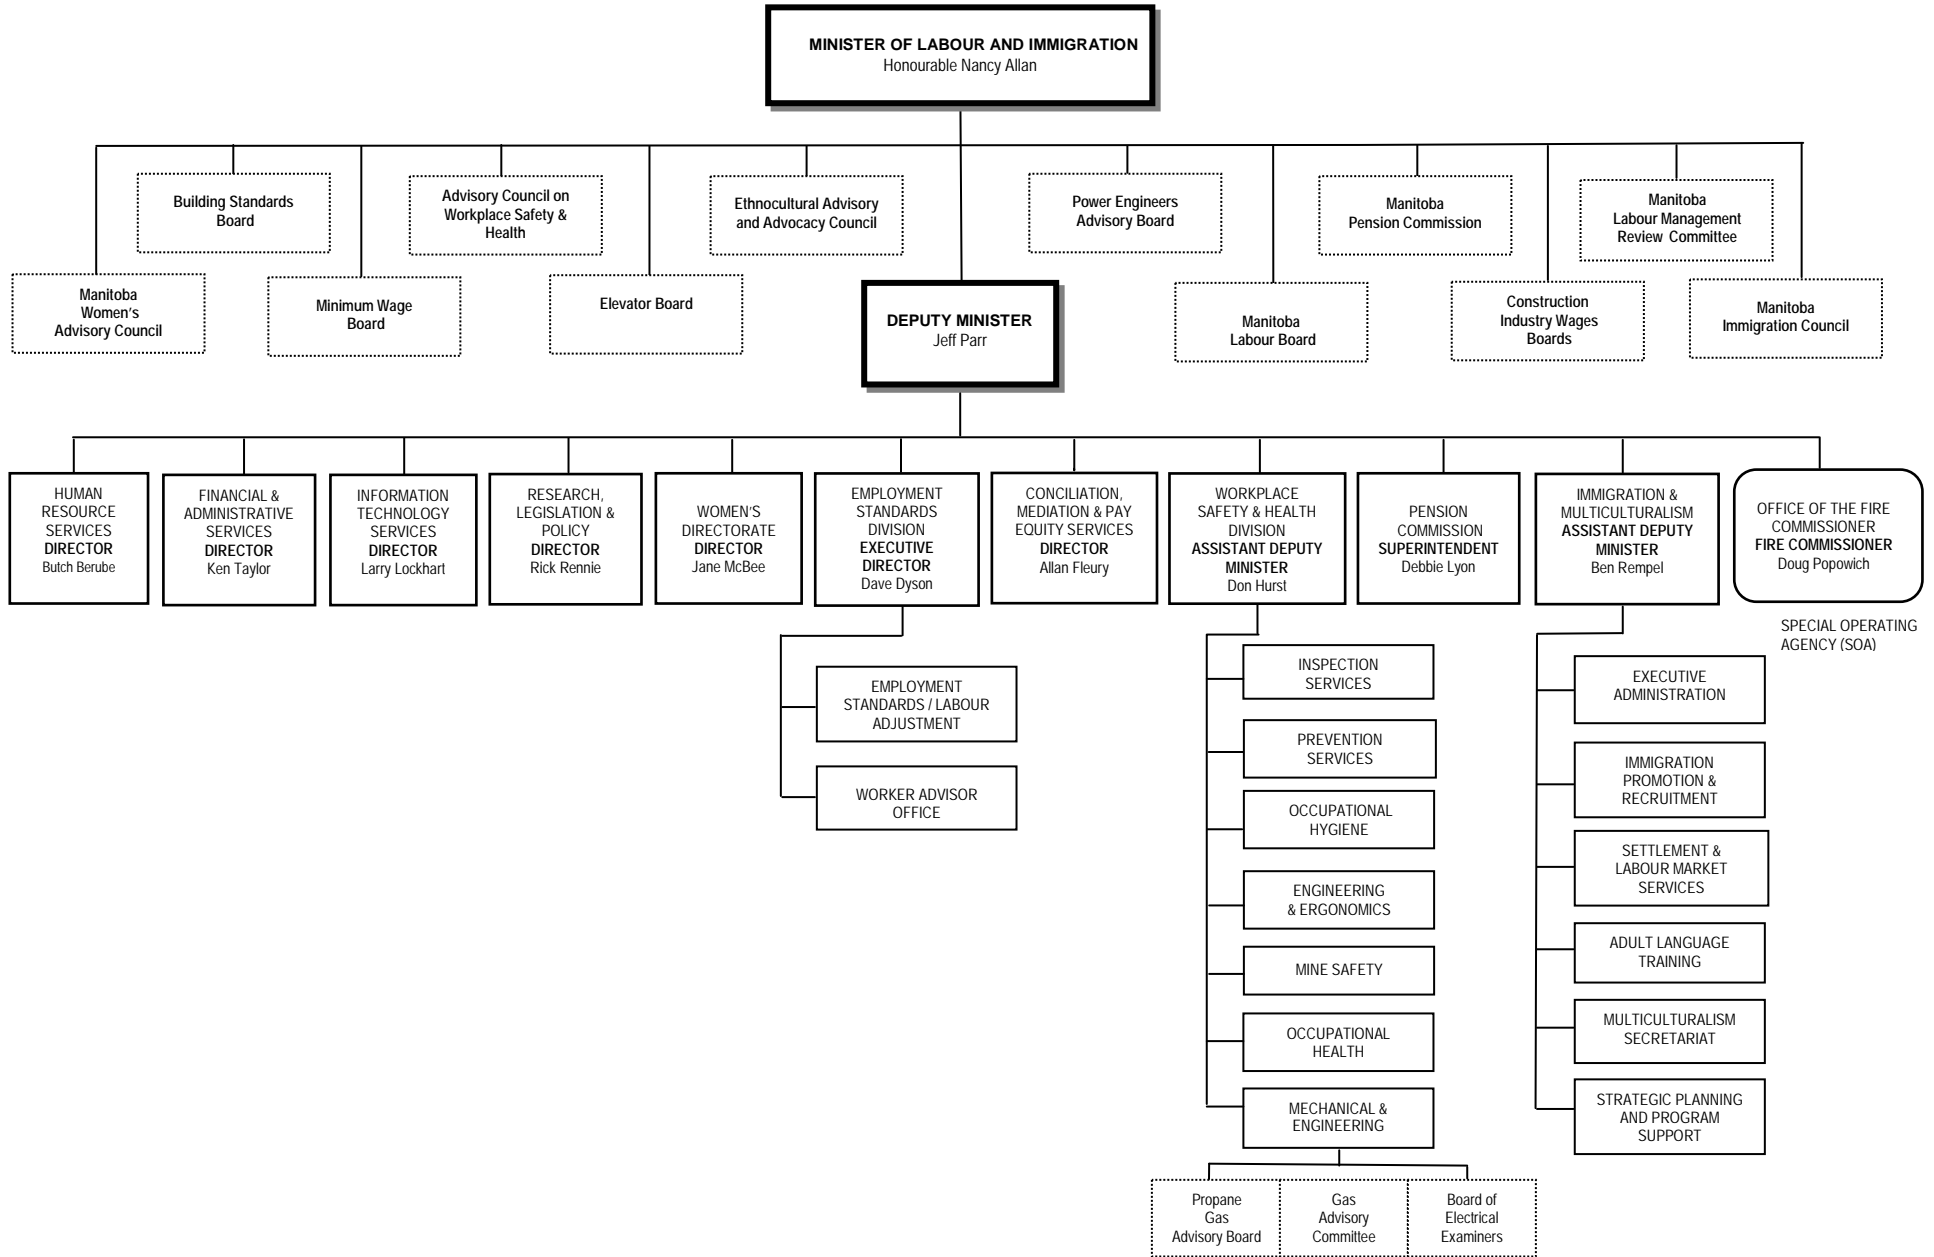 MINISTER OF LABOUR AND IMMIGRATION
Honourable Nancy Allan
Building Standards
Board
Advisory Council on
Workplace Safety &
Health
Ethnocultural Advisory
and Advocacy Council
Power Engineers
Advisory Board
Manitoba
Pension Commission
Manitoba
Labour Management
Review Committee
Manitoba
Women's
Advisory Council
Minimum Wage
Board
Elevator Board
DEPUTY MINISTER
Jeff Parr
Manitoba
Labour Board
Construction
Industry Wages
Boards
Manitoba
Immigration Council
HUMAN
RESOURCE
SERVICES
DIRECTOR
Butch Berube
FINANCIAL &
ADMINISTRATIVE
SERVICES
DIRECTOR
Ken Taylor
INFORMATION
TECHNOLOGY
SERVICES
DIRECTOR
Larry Lockhart
RESEARCH,
LEGISLATION &
POLICY
DIRECTOR
Rick Rennie
WOMEN'S
DIRECTORATE
DIRECTOR
Jane McBee
EMPLOYMENT
STANDARDS
DIVISION
EXECUTIVE
DIRECTOR
Dave Dyson
CONCILIATION,
MEDIATION & PAY
EQUITY SERVICES
DIRECTOR
Allan Fleury
WORKPLACE
SAFETY & HEALTH
DIVISION
ASSISTANT DEPUTY
MINISTER
Don Hurst
PENSION
COMMISSION
SUPERINTENDENT
Debbie Lyon
IMMIGRATION &
MULTICULTURALISM
ASSISTANT DEPUTY
MINISTER
Ben Rempel
OFFICE OF THE FIRE
COMMISSIONER
FIRE COMMISSIONER
Doug Popowich
SPECIAL OPERATING
AGENCY (SOA)
EMPLOYMENT
STANDARDS / LABOUR
ADJUSTMENT
WORKER ADVISOR
OFFICE
INSPECTION
SERVICES
PREVENTION
SERVICES
OCCUPATIONAL
HYGIENE
ENGINEERING
& ERGONOMICS
MINE SAFETY
OCCUPATIONAL
HEALTH
MECHANICAL &
ENGINEERING
Propane
Gas
Advisory Board
Gas
Advisory
Committee
Board of
Electrical
Examiners
EXECUTIVE
ADMINISTRATION
IMMIGRATION
PROMOTION &
RECRUITMENT
SETTLEMENT &
LABOUR MARKET
SERVICES
ADULT LANGUAGE
TRAINING
MULTICULTURALISM
SECRETARIAT
STRATEGIC PLANNING
AND PROGRAM
SUPPORT